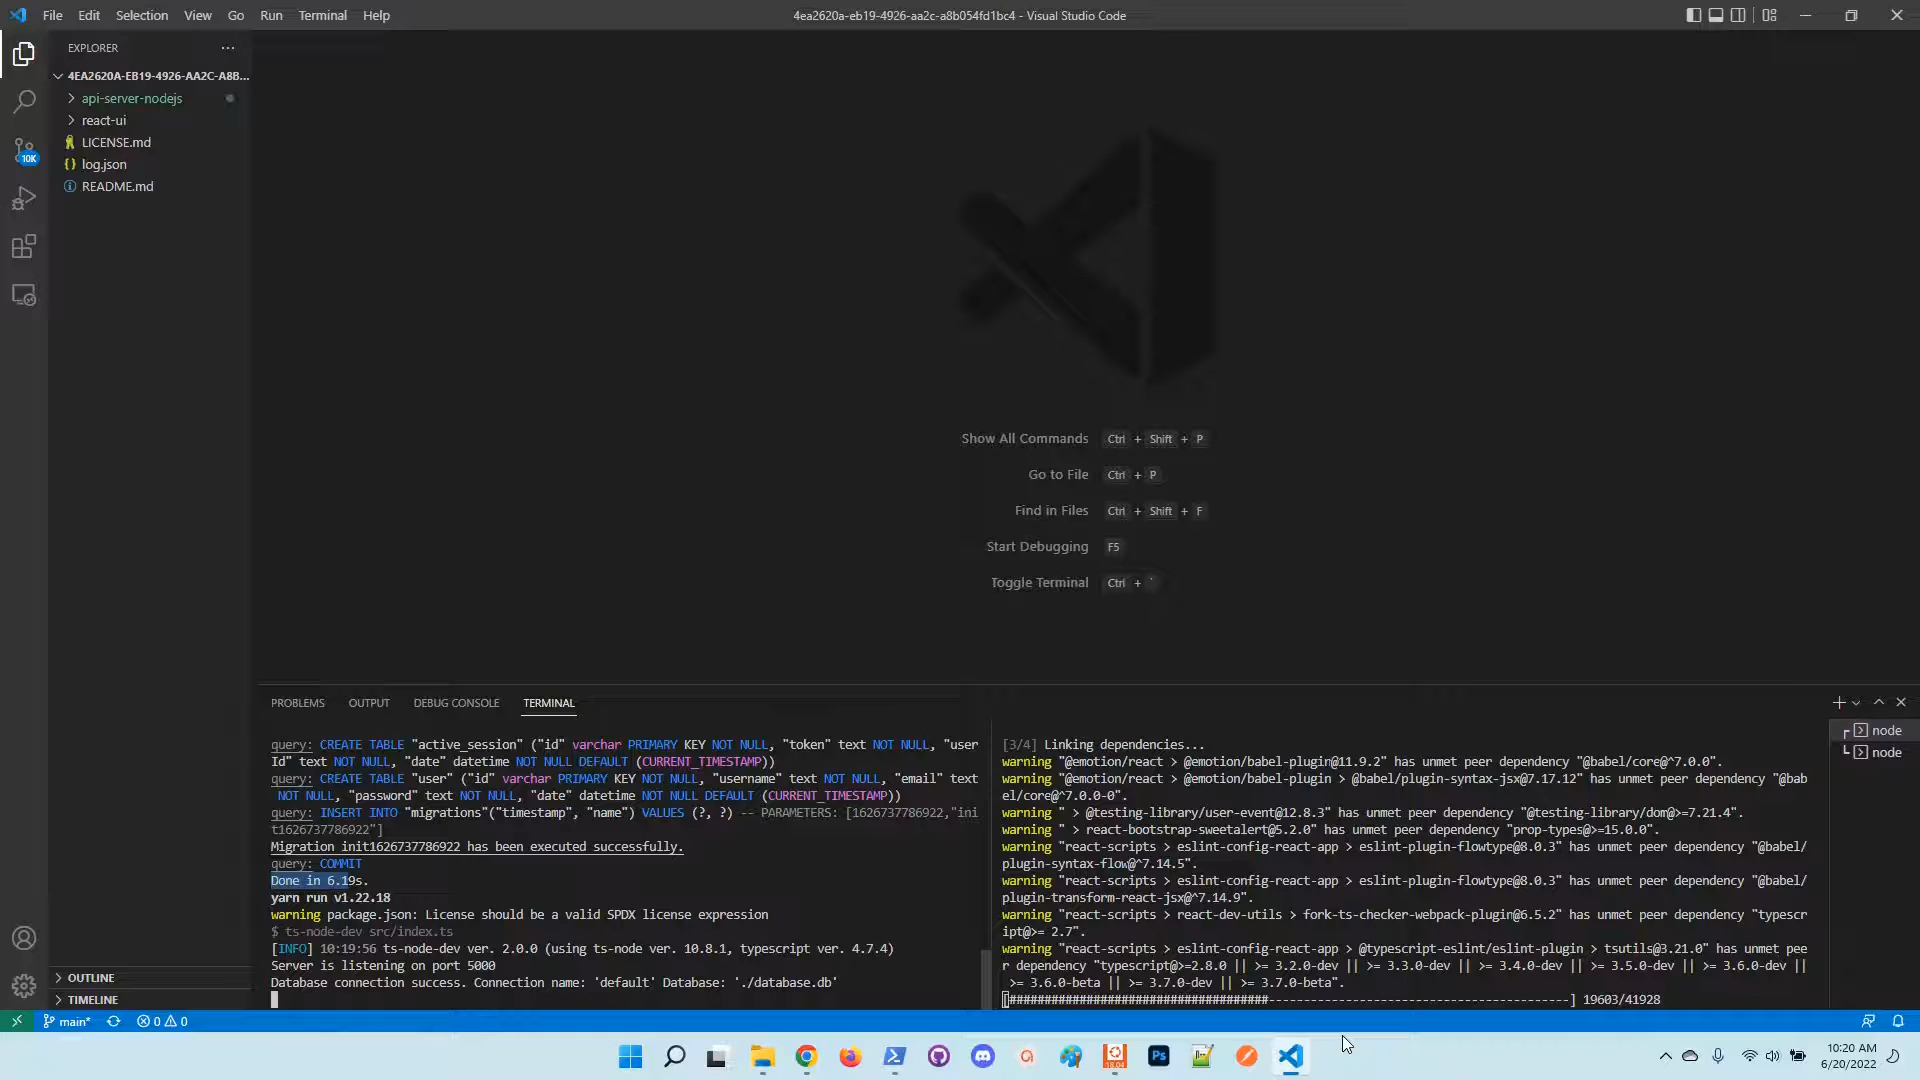 File Edit Selection View Go Run Terminal Help
4ea2620a-eb19-4926-aa2c-a8b054fd1bc4 - Visual Studio Code
EXPLORER
4EA2620A-EB19-4926-AA2C-A8B...
api-server-nodejs
react-ui
LICENSE.md
log.json
README.md
10K
Show All Commands Ctrl + Shift + P
Go to File Ctrl + P
Find in Files Ctrl + Shift + F
Start Debugging F5
Toggle Terminal Ctrl + `
PROBLEMS OUTPUT DEBUG CONSOLE TERMINAL
query: CREATE TABLE "active_session" ("id" varchar PRIMARY KEY NOT NULL, "token" text NOT NULL, "user
Id" text NOT NULL, "date" datetime NOT NULL DEFAULT (CURRENT_TIMESTAMP))
query: CREATE TABLE "user" ("id" varchar PRIMARY KEY NOT NULL, "username" text NOT NULL, "email" text
NOT NULL, "password" text NOT NULL, "date" datetime NOT NULL DEFAULT (CURRENT_TIMESTAMP))
query: INSERT INTO "migrations"("timestamp", "name") VALUES (?, ?) -- PARAMETERS: [1626737786922,"ini
t1626737786922"]
Migration init1626737786922 has been executed successfully.
query: COMMIT
Done in 6.19s.
yarn run v1.22.18
warning package.json: License should be a valid SPDX license expression
$ ts-node-dev src/index.ts
[INFO] 10:19:56 ts-node-dev ver. 2.0.0 (using ts-node ver. 10.8.1, typescript ver. 4.7.4)
Server is listening on port 5000
Database connection success. Connection name: 'default' Database: './database.db'
[3/4] Linking dependencies...
warning "@emotion/react > @emotion/babel-plugin@11.9.2" has unmet peer dependency "@babel/core@^7.0.0".
warning "@emotion/react > @emotion/babel-plugin > @babel/plugin-syntax-jsx@7.17.12" has unmet peer dependency "@bab
el/core@^7.0.0-0".
warning " > @testing-library/user-event@12.8.3" has unmet peer dependency "@testing-library/dom@>=7.21.4".
warning " > react-bootstrap-sweetalert@5.2.0" has unmet peer dependency "prop-types@>=15.0.0".
warning "react-scripts > eslint-config-react-app > eslint-plugin-flowtype@8.0.3" has unmet peer dependency "@babel/
plugin-syntax-flow@^7.14.5".
warning "react-scripts > eslint-config-react-app > eslint-plugin-flowtype@8.0.3" has unmet peer dependency "@babel/
plugin-transform-react-jsx@^7.14.9".
warning "react-scripts > react-dev-utils > fork-ts-checker-webpack-plugin@6.5.2" has unmet peer dependency "typescr
ipt@>= 2.7".
warning "react-scripts > eslint-config-react-app > @typescript-eslint/eslint-plugin > tsutils@3.21.0" has unmet pee
r dependency "typescript@>=2.8.0 || >= 3.2.0-dev || >= 3.3.0-dev || >= 3.4.0-dev || >= 3.5.0-dev || >= 3.6.0-dev ||
>= 3.6.0-beta || >= 3.7.0-dev || >= 3.7.0-beta".
[#####################################-------------------------------------------] 19603/41928
node
node
OUTLINE
TIMELINE
main* 0 0
Ps
18.04
10:20 AM
6/20/2022